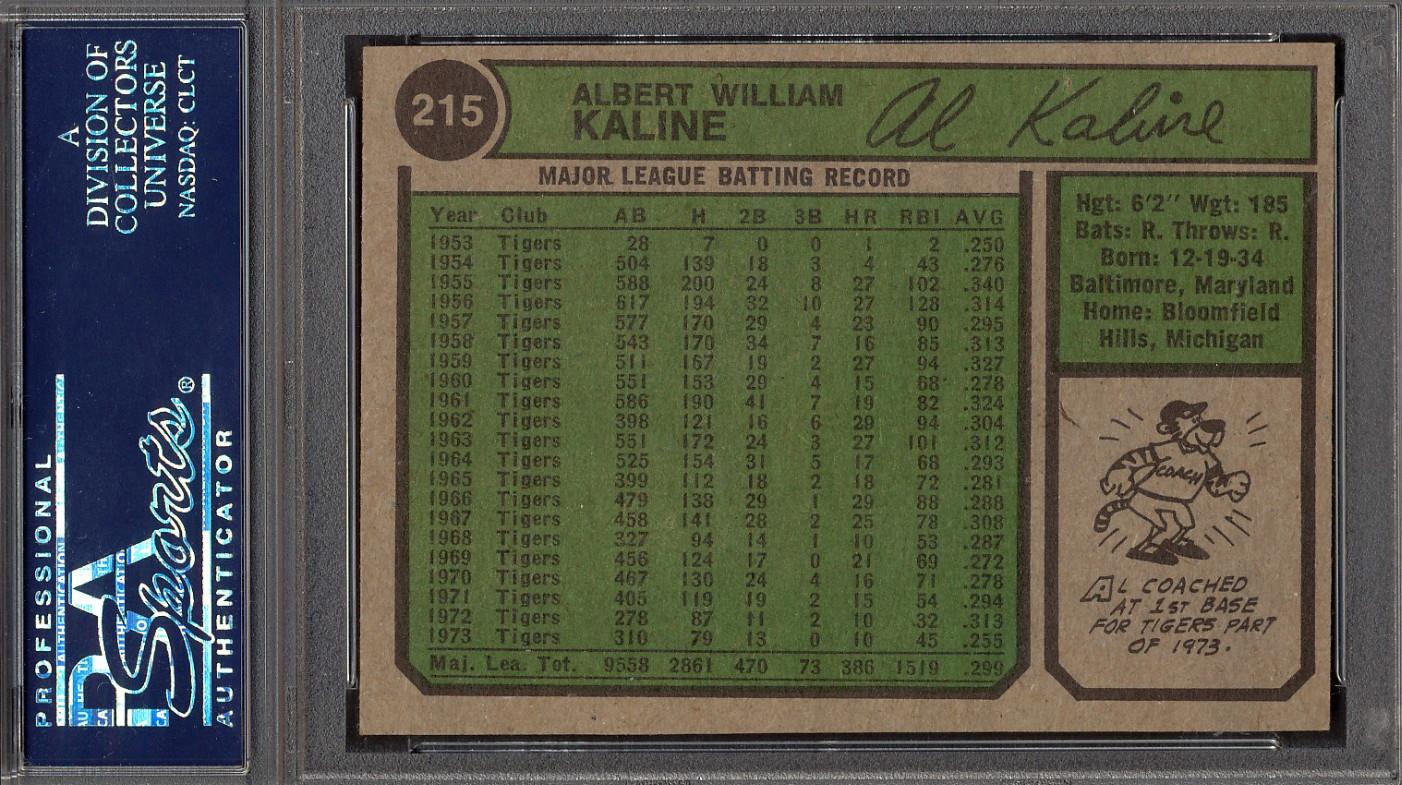 A
DIVISION OF
COLLECTORS
UNIVERSE
NASDAQ: CLCT
PROFESSIONAL
PSA
Sports®
AUTHENTICATOR
215
ALBERT WILLIAM
KALINE
Al Kaline
MAJOR LEAGUE BATTING RECORD
Year Club AB H 2B 3B HR RBI AVG
1953 Tigers 28 7 0 0 1 2 .250
1954 Tigers 504 139 18 3 4 43 .276
1955 Tigers 588 200 24 8 27 102 .340
1956 Tigers 617 194 32 10 27 128 .314
1957 Tigers 577 170 29 4 23 90 .295
1958 Tigers 543 170 34 7 16 85 .313
1959 Tigers 511 167 19 2 27 94 .327
1960 Tigers 551 153 29 4 15 68 .278
1961 Tigers 586 190 41 7 19 82 .324
1962 Tigers 398 121 16 6 29 94 .304
1963 Tigers 551 172 24 3 27 101 .312
1964 Tigers 525 154 31 5 17 68 .293
1965 Tigers 399 112 18 2 18 72 .281
1966 Tigers 479 138 29 1 29 88 .288
1967 Tigers 458 141 28 2 25 78 .308
1968 Tigers 327 94 14 1 10 53 .287
1969 Tigers 456 124 17 0 21 69 .272
1970 Tigers 467 130 24 4 16 71 .278
1971 Tigers 405 119 19 2 15 54 .294
1972 Tigers 278 87 11 2 10 32 .313
1973 Tigers 310 79 13 0 10 45 .255
Maj. Lea. Tot. 9558 2861 470 73 386 1519 .299
Hgt: 6'2" Wgt: 185
Bats: R. Throws: R.
Born: 12-19-34
Baltimore, Maryland
Home: Bloomfield
Hills, Michigan
COACH
AL COACHED
AT 1ST BASE
FOR TIGERS PART
OF 1973.